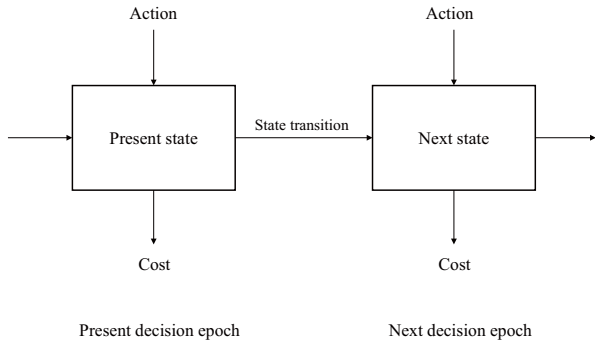 Action
Action
Present state
State transition
Next state
Cost
Cost
Present decision epoch
Next decision epoch